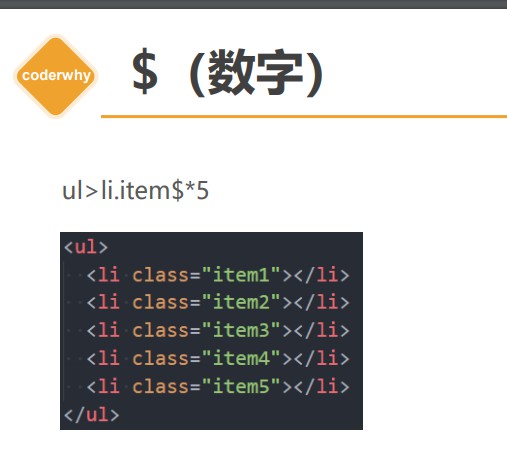 coderwhy
$ (数字)
ul>li.item$*5
<ul>
<li class="item1"></li>
<li class="item2"></li>
<li class="item3"></li>
<li class="item4"></li>
<li class="item5"></li>
</ul>